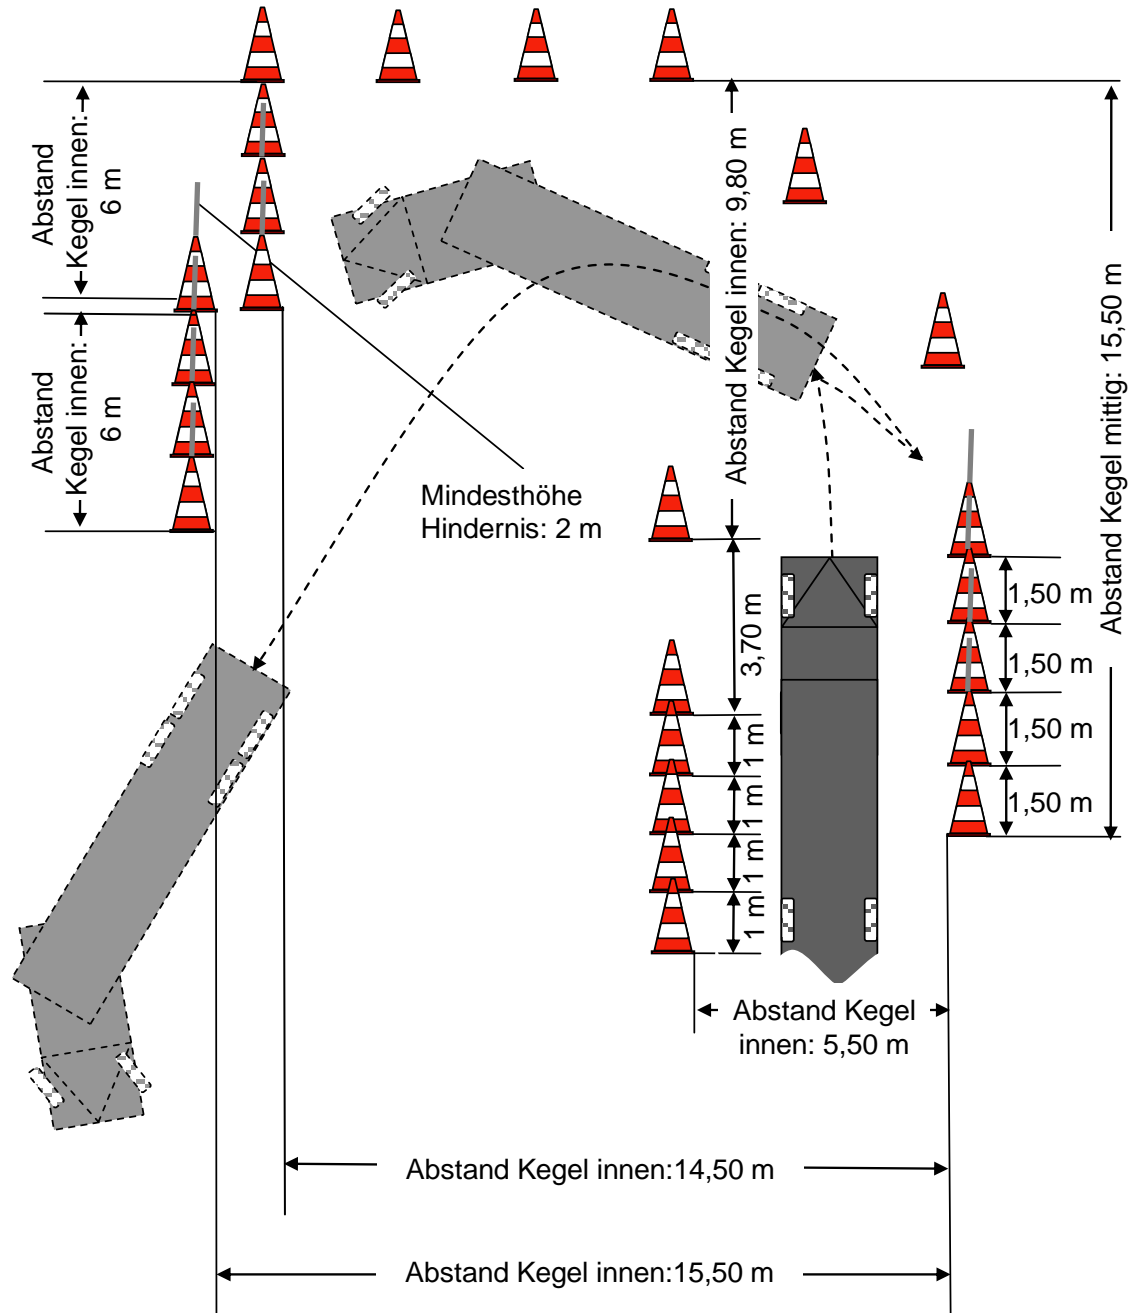 Abstand
Kegel innen:
6 m
Abstand
Kegel innen:
6 m
Abstand Kegel innen: 9,80 m
Abstand Kegel mittig: 15,50 m
Mindesthöhe
Hindernis: 2 m
3,70 m
1 m
1 m
1 m
1 m
1,50 m
1,50 m
1,50 m
1,50 m
Abstand Kegel
innen: 5,50 m
Abstand Kegel innen:14,50 m
Abstand Kegel innen:15,50 m